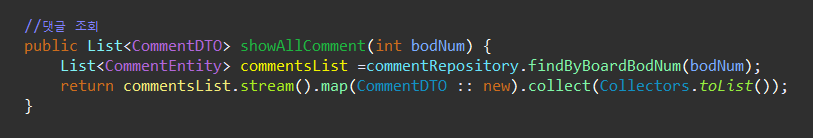 //댓글 조회
public List<CommentDTO> showAllComment(int bodNum) {
List<CommentEntity> commentsList =commentRepository.findByBoardBodNum(bodNum);
return commentsList.stream().map(CommentDTO :: new).collect(Collectors.toList());
}